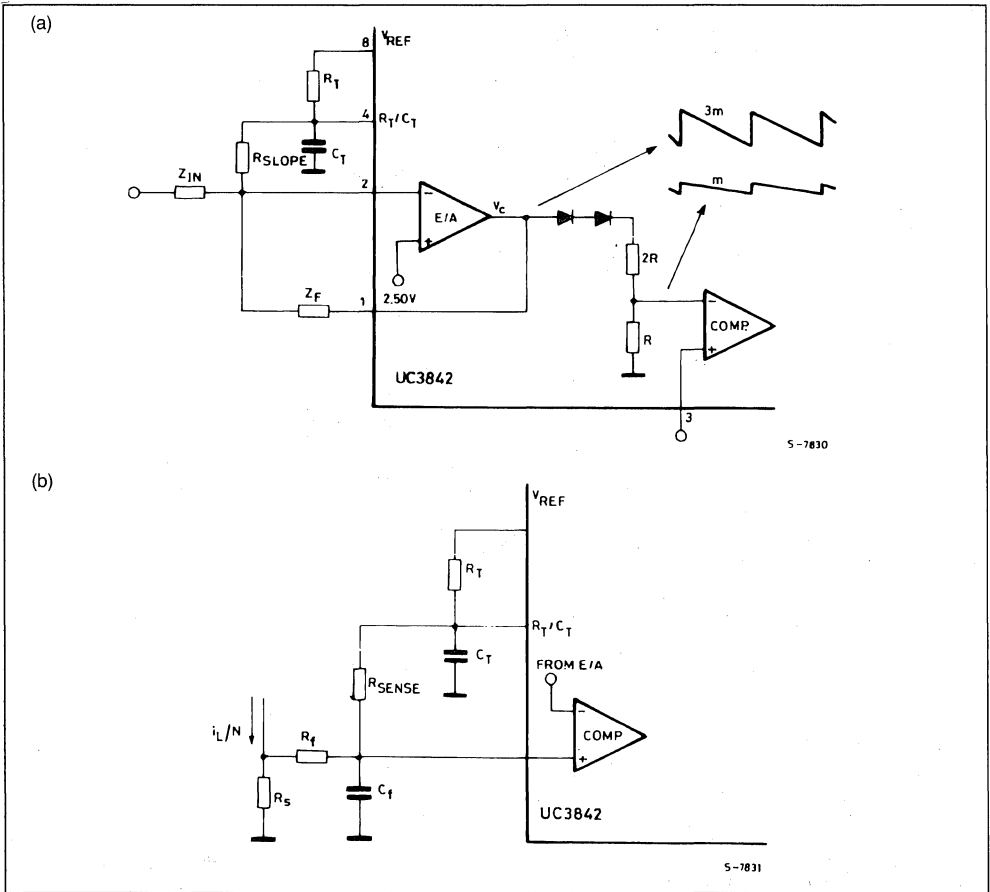 (a)
8
VREF
RT
4
RT/CT
CT
RSLOPE
ZIN
2
E/A
VC
3m
m
2R
ZF
1
2.50V
R
COMP.
UC3842
3
S-7830
(b)
VREF
RT
RT/CT
CT
FROM E/A
RSENSE
iL/N
Rf
COMP
Rs
Cf
UC3842
S-7831